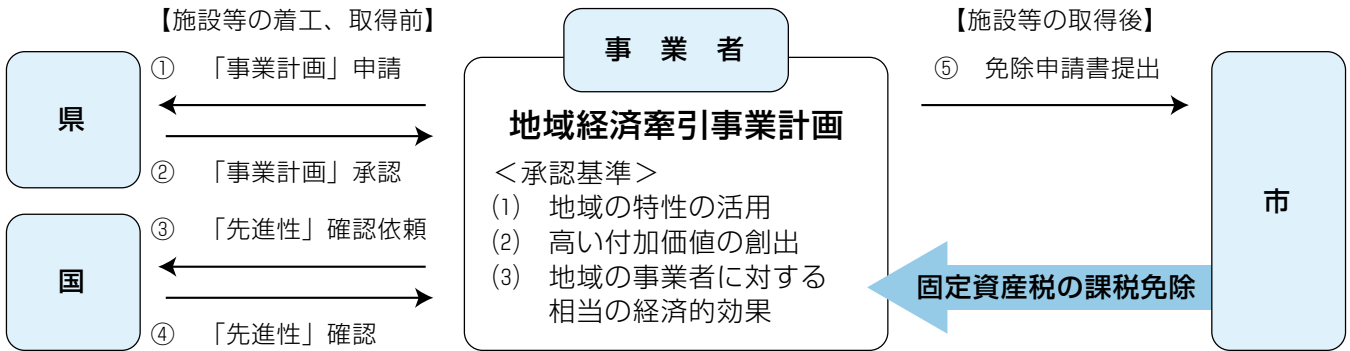 【施設等の着工、取得前】
県
① 「事業計画」申請
② 「事業計画」承認
国
③ 「先進性」確認依頼
④ 「先進性」確認
事 業 者
地域経済牽引事業計画
＜承認基準＞
⑴ 地域の特性の活用
⑵ 高い付加価値の創出
⑶ 地域の事業者に対する
相当の経済的効果
【施設等の取得後】
⑤ 免除申請書提出
固定資産税の課税免除
市